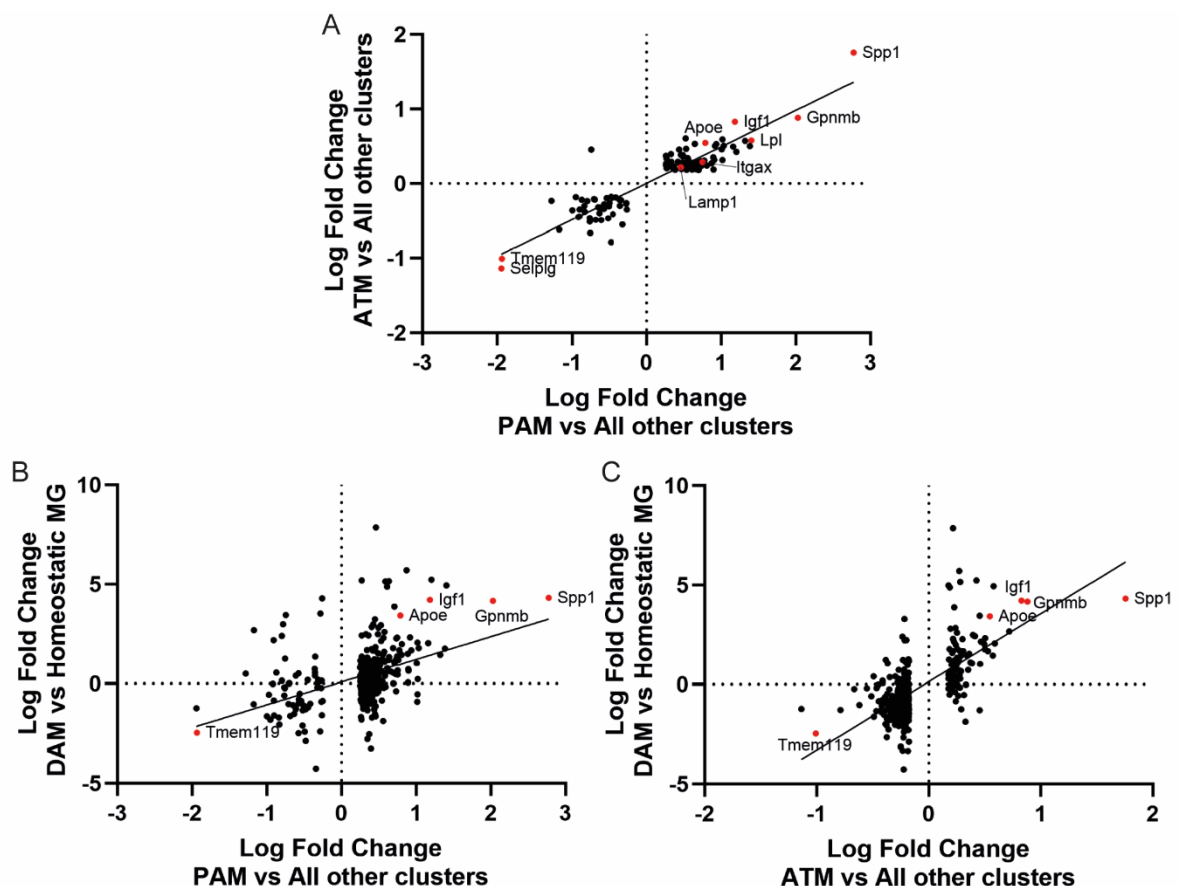 A
Log Fold Change
ATM vs All other clusters
2
1
0
-1
-2
-3
-2
-1
0
1
2
3
Spp1
Igf1
Gpnmb
Apoe
Lpl
Itgax
Lamp1
Tmem119
Selplg
Log Fold Change
PAM vs All other clusters
B
Log Fold Change
DAM vs Homeostatic MG
10
5
0
-5
-3
-2
-1
0
1
2
3
Igf1
Spp1
Gpnmb
Apoe
Tmem119
Log Fold Change
PAM vs All other clusters
C
Log Fold Change
DAM vs Homeostatic MG
10
5
0
-5
-2
-1
0
1
2
Igf1
Gpnmb
Spp1
Apoe
Tmem119
Log Fold Change
ATM vs All other clusters